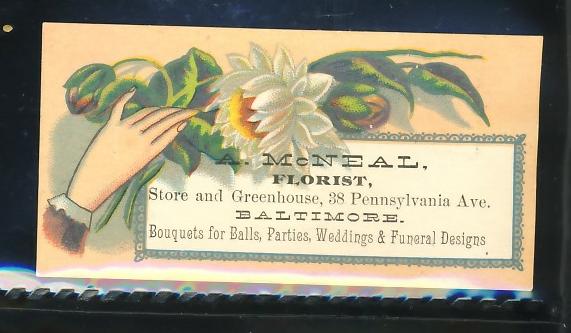 A. McNEAL,
FLORIST,
Store and Greenhouse, 38 Pennsylvania Ave.
BALTIMORE.
Bouquets for Balls, Parties, Weddings & Funeral Designs